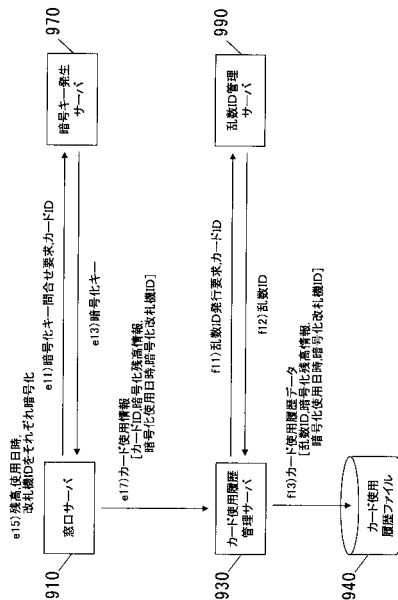 970
暗号キー発生
サーバ
990
乱数ID管理
サーバ
e11)暗号化キー問合せ要求,カードID
e13)暗号化キー
f11)乱数ID発行要求,カードID
f12)乱数ID
e15)残高,使用日時,
改札機IDをそれぞれ暗号化
窓口サーバ
910
e17)カード使用情報
[カードID,暗号化残高情報,
暗号化使用日時,暗号化改札機ID]
カード使用履歴
管理サーバ
930
f13)カード使用履歴データ
[乱数ID,暗号化残高情報,
暗号化使用日時,暗号化改札機ID]
カード使用
履歴ファイル
940